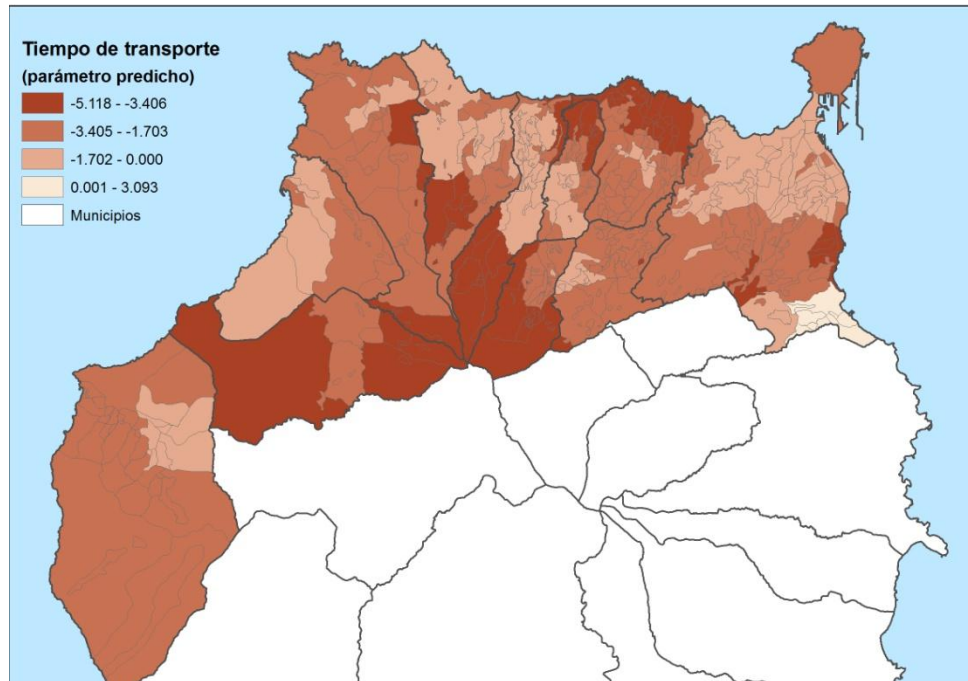 Tiempo de transporte
(parámetro predicho)
-5.118 - -3.406
-3.405 - -1.703
-1.702 - 0.000
0.001 - 3.093
Municipios